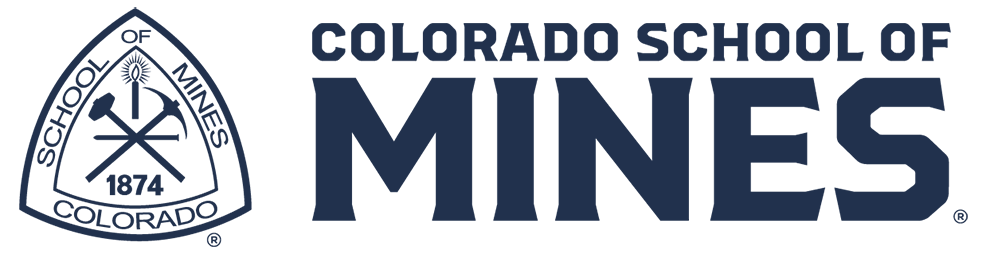 SCHOOL OF MINES
1874
COLORADO
®
COLORADO SCHOOL OF
MINES®